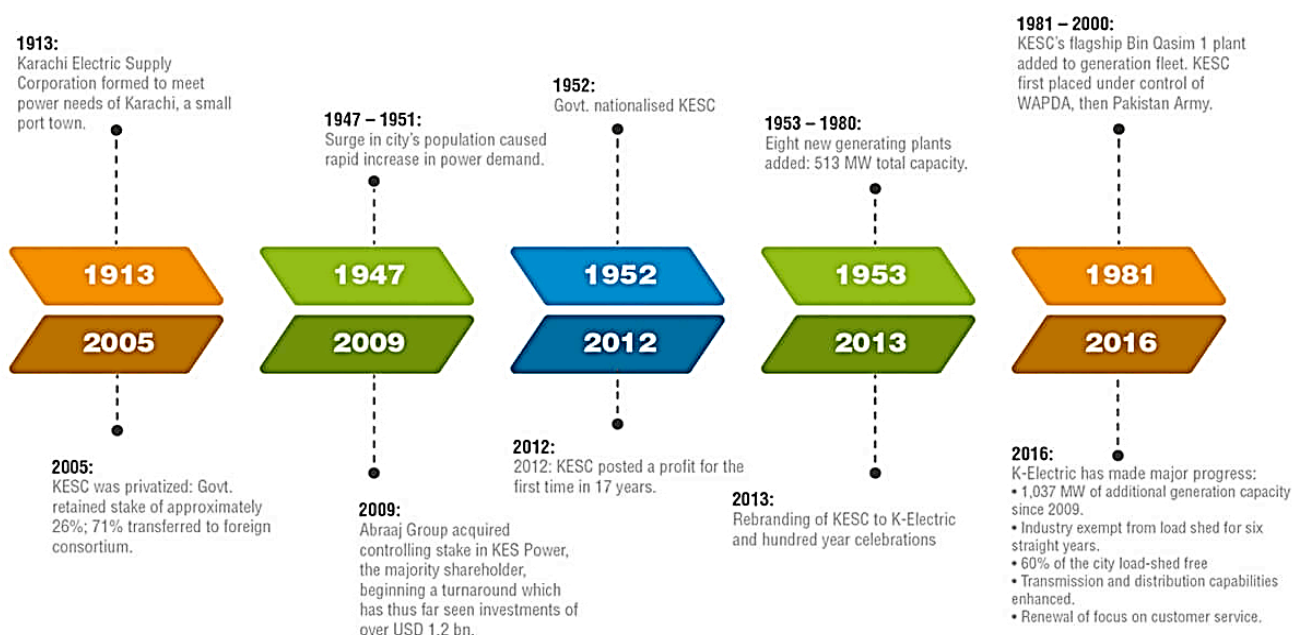 1913:
Karachi Electric Supply
Corporation formed to meet
power needs of Karachi, a small
port town.
1947 – 1951:
Surge in city's population caused
rapid increase in power demand.
1952:
Govt. nationalised KESC
1953 – 1980:
Eight new generating plants
added: 513 MW total capacity.
1981 – 2000:
KESC's flagship Bin Qasim 1 plant
added to generation fleet. KESC
first placed under control of
WAPDA, then Pakistan Army.
1913
1947
1952
1953
1981
2005
2009
2012
2013
2016
2005:
KESC was privatized: Govt.
retained stake of approximately
26%; 71% transferred to foreign
consortium.
2009:
Abraaj Group acquired
controlling stake in KES Power,
the majority shareholder,
beginning a turnaround which
has thus far seen investments of
over USD 1.2 bn.
2012:
2012: KESC posted a profit for the
first time in 17 years.
2013:
Rebranding of KESC to K-Electric
and hundred year celebrations
2016:
K-Electric has made major progress:
• 1,037 MW of additional generation capacity
since 2009.
• Industry exempt from load shed for six
straight years.
• 60% of the city load-shed free
• Transmission and distribution capabilities
enhanced.
• Renewal of focus on customer service.